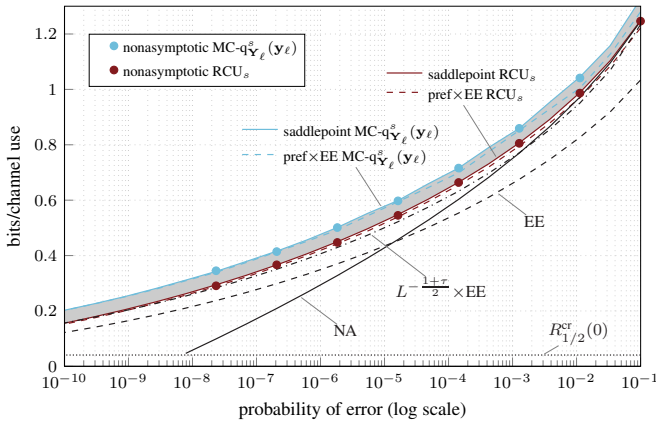 nonasymptotic MC-q^s_{Y_ℓ}(y_ℓ)
nonasymptotic RCU_s
saddlepoint RCU_s
pref×EE RCU_s
saddlepoint MC-q^s_{Y_ℓ}(y_ℓ)
pref×EE MC-q^s_{Y_ℓ}(y_ℓ)
EE
L^{-\frac{1+τ}{2}}×EE
NA
R^{cr}_{1/2}(0)
bits/channel use
1.2
1
0.8
0.6
0.4
0.2
0
10^{−10} 10^{−9} 10^{−8} 10^{−7} 10^{−6} 10^{−5} 10^{−4} 10^{−3} 10^{−2} 10^{−1}
probability of error (log scale)